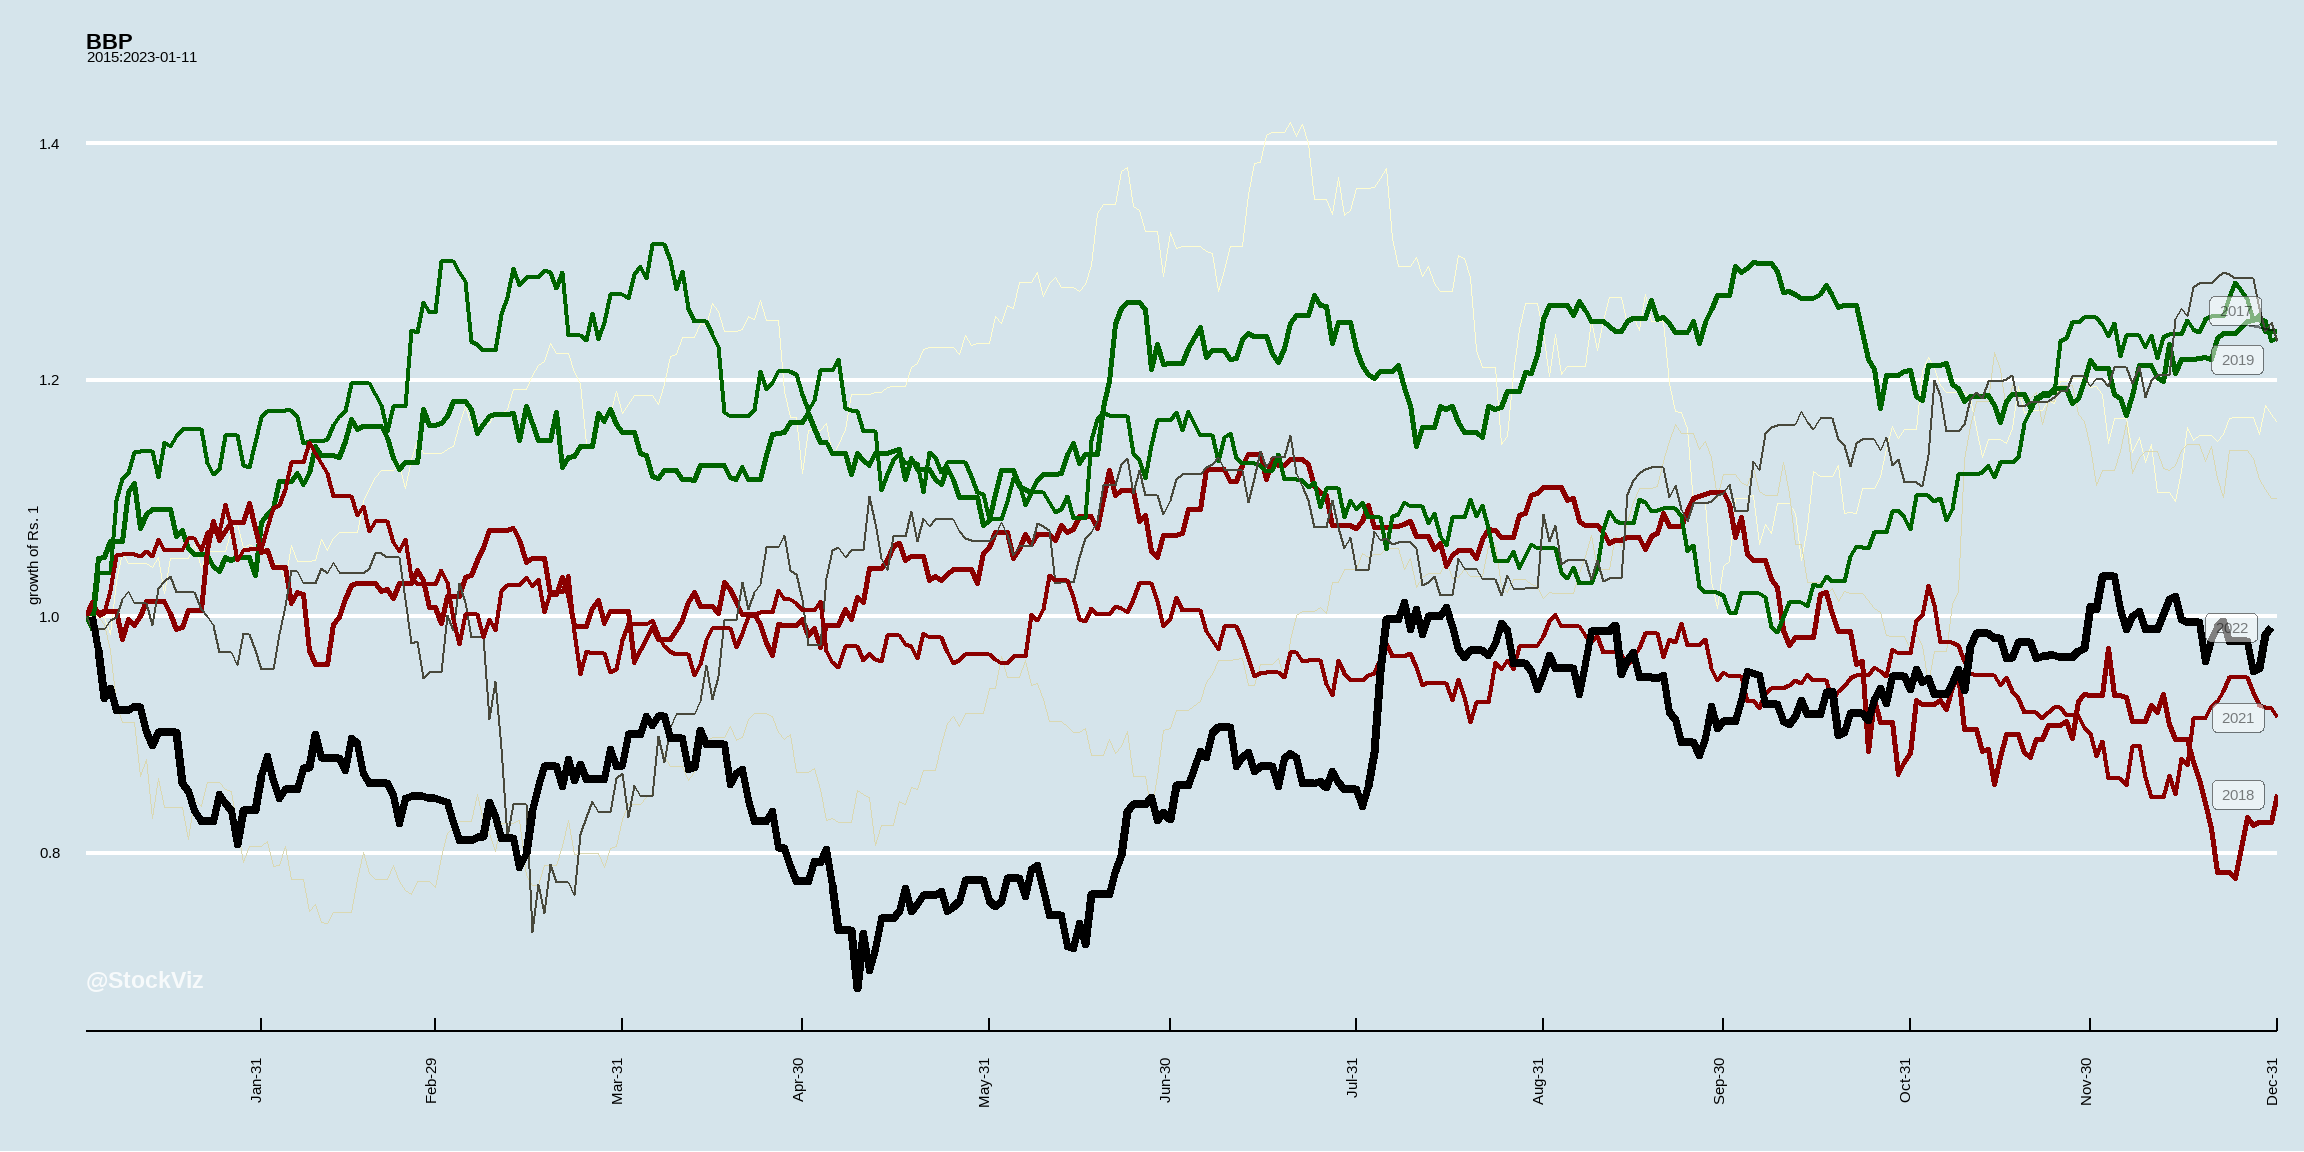 BBP
2015:2023-01-11
1.4
1.2
1.0
0.8
growth of Rs. 1
2017
2019
2022
2021
2018
@StockViz
Jan-31
Feb-29
Mar-31
Apr-30
May-31
Jun-30
Jul-31
Aug-31
Sep-30
Oct-31
Nov-30
Dec-31